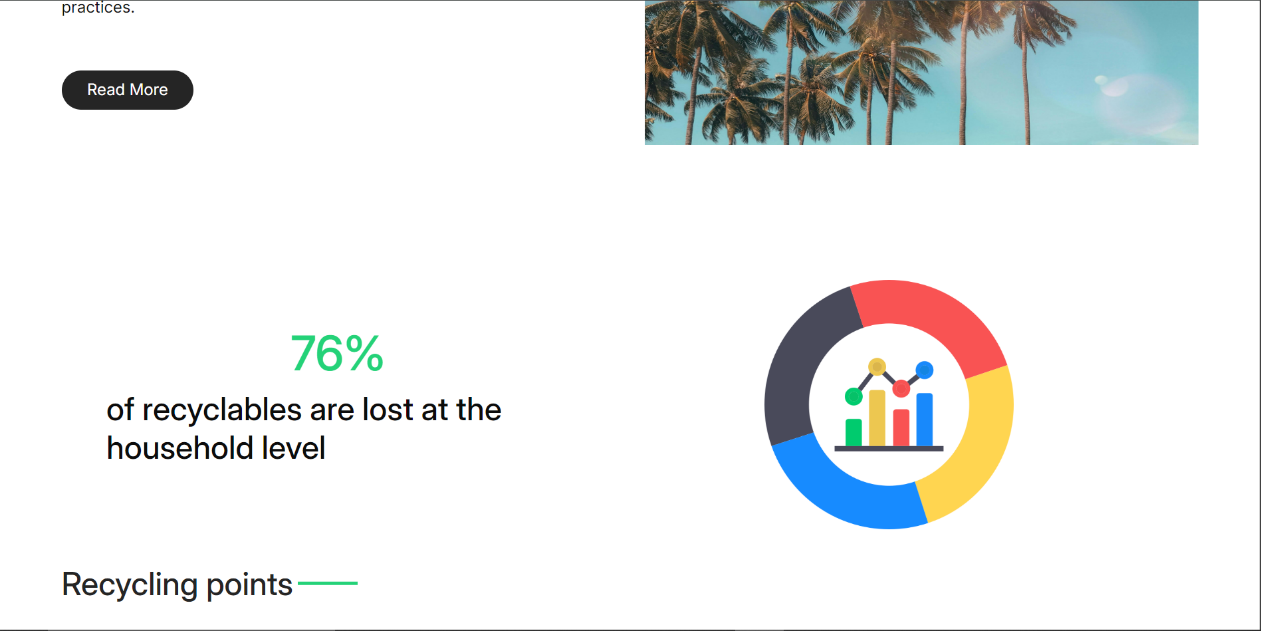 practices.
Read More
76%
of recyclables are lost at the
household level
Recycling points